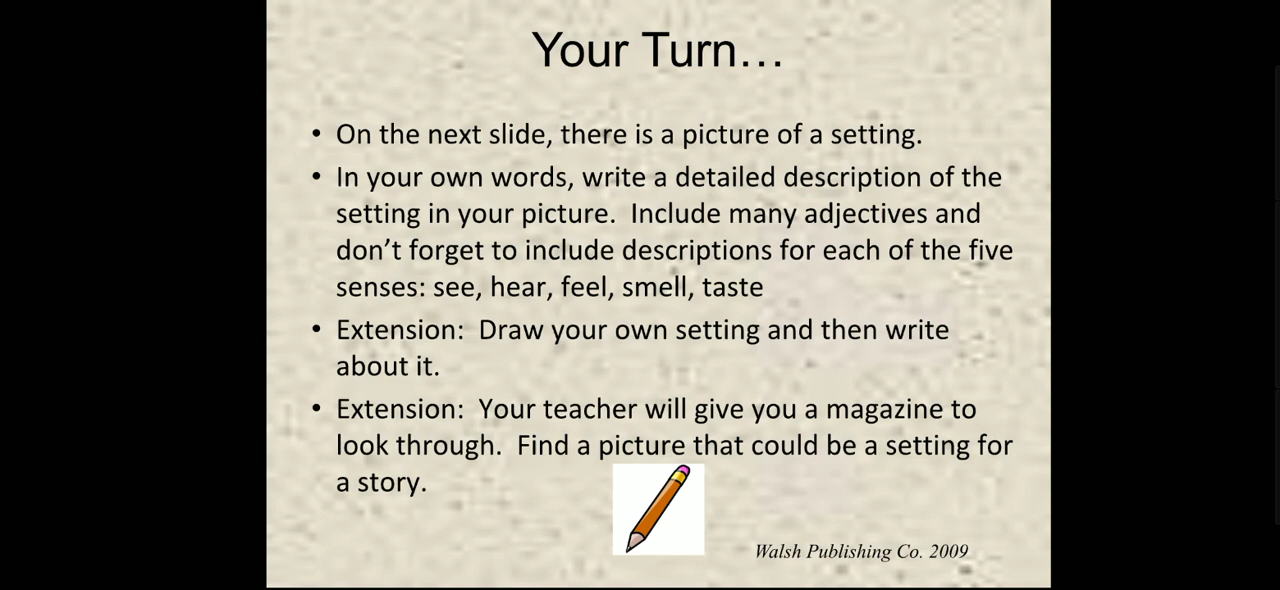 Your Turn…
• On the next slide, there is a picture of a setting.
• In your own words, write a detailed description of the
setting in your picture.  Include many adjectives and
don’t forget to include descriptions for each of the five
senses: see, hear, feel, smell, taste
• Extension:  Draw your own setting and then write
about it.
• Extension:  Your teacher will give you a magazine to
look through.  Find a picture that could be a setting for
a story.
Walsh Publishing Co. 2009